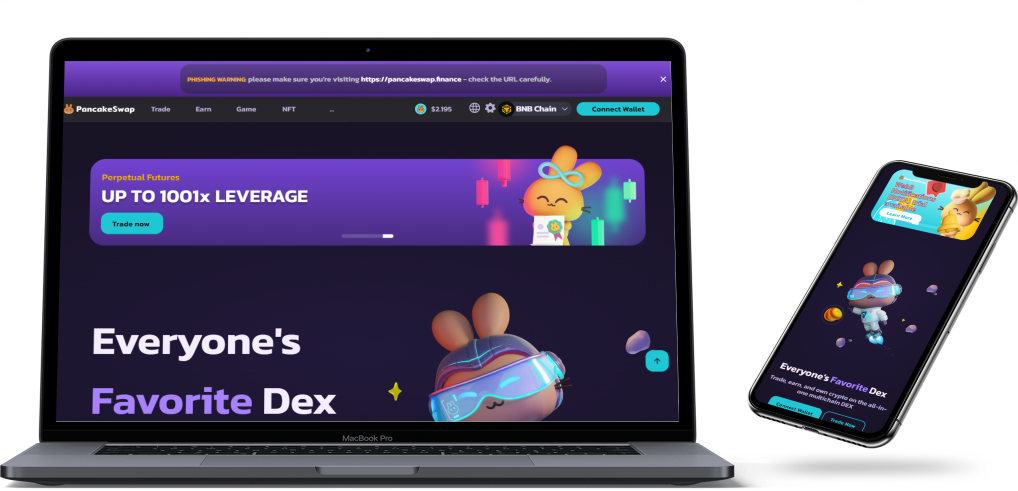 PHISHING WARNING: please make sure you're visiting https://pancakeswap.finance - check the URL carefully.
PancakeSwap Trade Earn Game NFT ... $2.195 BNB Chain Connect Wallet
Perpetual Futures
UP TO 1001x LEVERAGE
Trade now
Everyone's
Favorite Dex
MacBook Pro
Web3
Notifications
Learn More
Everyone's Favorite Dex
Trade, earn, and own crypto on the all-in-
one multichain DEX
Connect Wallet Trade Now